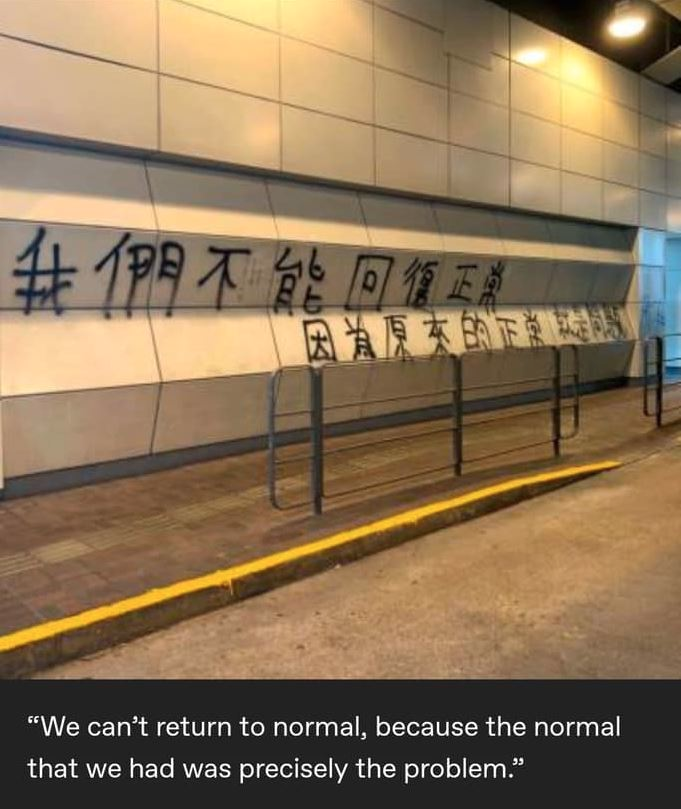 我們不能回復正常
因為原來的正常就是問題
“We can’t return to normal, because the normal
that we had was precisely the problem.”